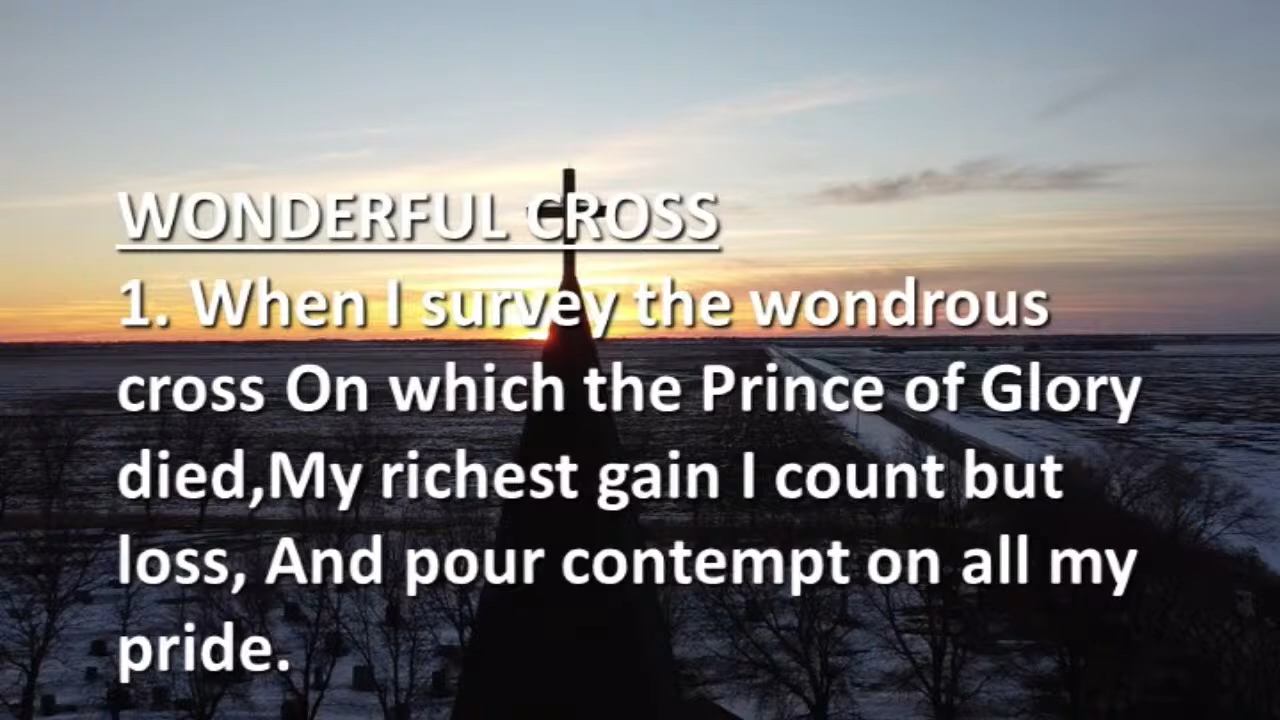 WONDERFUL CROSS
1. When I survey the wondrous
cross On which the Prince of Glory
died,My richest gain I count but
loss, And pour contempt on all my
pride.